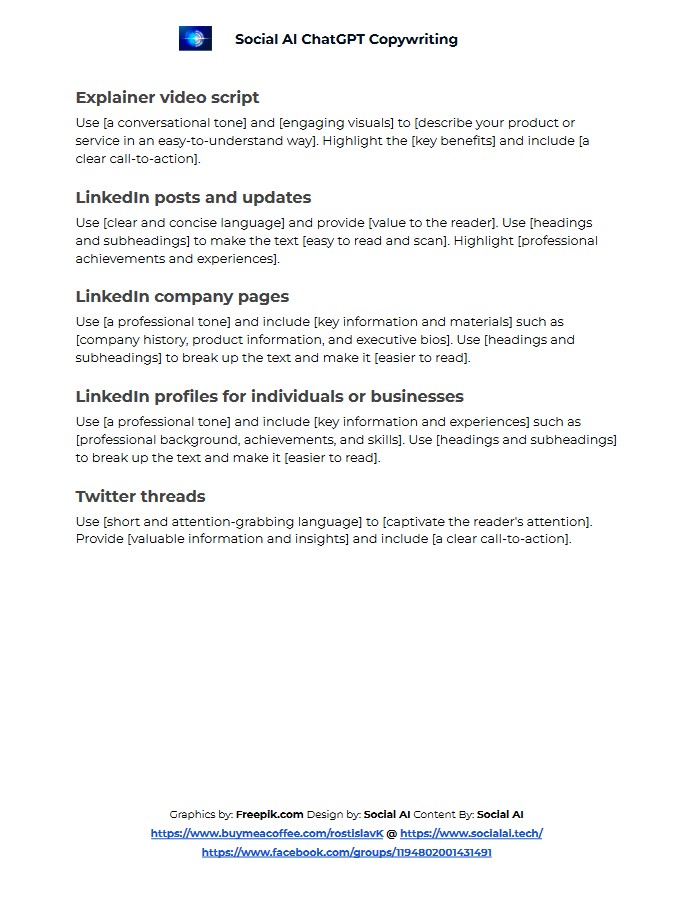 Social AI ChatGPT Copywriting
Explainer video script
Use [a conversational tone] and [engaging visuals] to [describe your product or
service in an easy-to-understand way]. Highlight the [key benefits] and include [a
clear call-to-action].
LinkedIn posts and updates
Use [clear and concise language] and provide [value to the reader]. Use [headings
and subheadings] to make the text [easy to read and scan]. Highlight [professional
achievements and experiences].
LinkedIn company pages
Use [a professional tone] and include [key information and materials] such as
[company history, product information, and executive bios]. Use [headings and
subheadings] to break up the text and make it [easier to read].
LinkedIn profiles for individuals or businesses
Use [a professional tone] and include [key information and experiences] such as
[professional background, achievements, and skills]. Use [headings and subheadings]
to break up the text and make it [easier to read].
Twitter threads
Use [short and attention-grabbing language] to [captivate the reader's attention].
Provide [valuable information and insights] and include [a clear call-to-action].
Graphics by: Freepik.com Design by: Social AI Content By: Social AI
https://www.buymeacoffee.com/rostislavK @ https://www.socialai.tech/
https://www.facebook.com/groups/1194802001431491